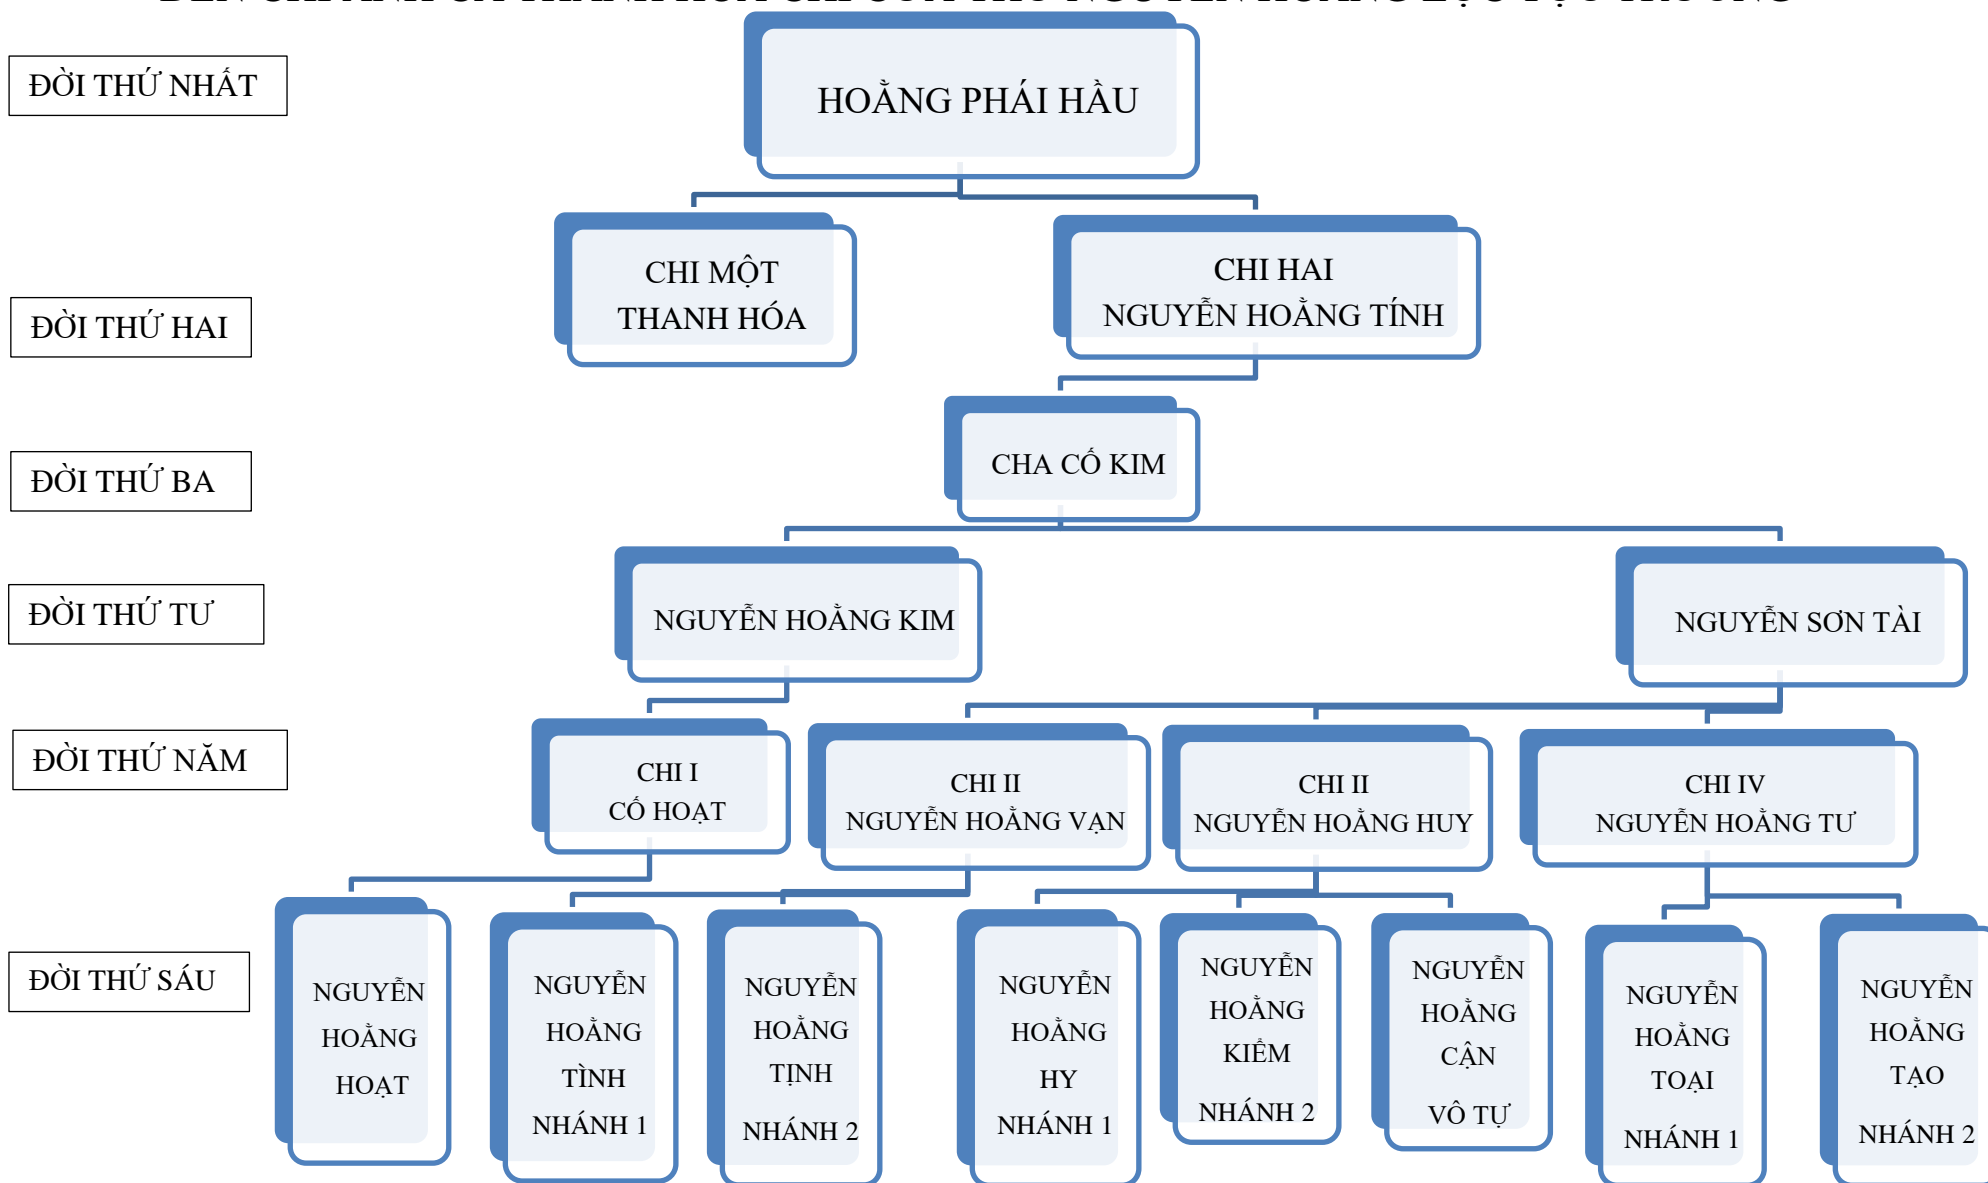 ĐỜI THỨ NHẤT
HOẰNG PHÁI HẦU
ĐỜI THỨ HAI
CHI MỘT
THANH HÓA
CHI HAI
NGUYỄN HOẰNG TÍNH
ĐỜI THỨ BA
CHA CỐ KIM
ĐỜI THỨ TƯ
NGUYỄN HOẰNG KIM
NGUYỄN SƠN TÀI
ĐỜI THỨ NĂM
CHI I
CỐ HOẠT
CHI II
NGUYỄN HOẰNG VẠN
CHI II
NGUYỄN HOẰNG HUY
CHI IV
NGUYỄN HOẰNG TƯ
ĐỜI THỨ SÁU
NGUYỄN
HOẰNG
HOẠT
NGUYỄN
HOẰNG
TÌNH
NHÁNH 1
NGUYỄN
HOẰNG
TỊNH
NHÁNH 2
NGUYỄN
HOẰNG
HY
NHÁNH 1
NGUYỄN
HOẰNG
KIỂM
NHÁNH 2
NGUYỄN
HOẰNG
CẬN
VÔ TỰ
NGUYỄN
HOẰNG
TOẠI
NHÁNH 1
NGUYỄN
HOẰNG
TẠO
NHÁNH 2